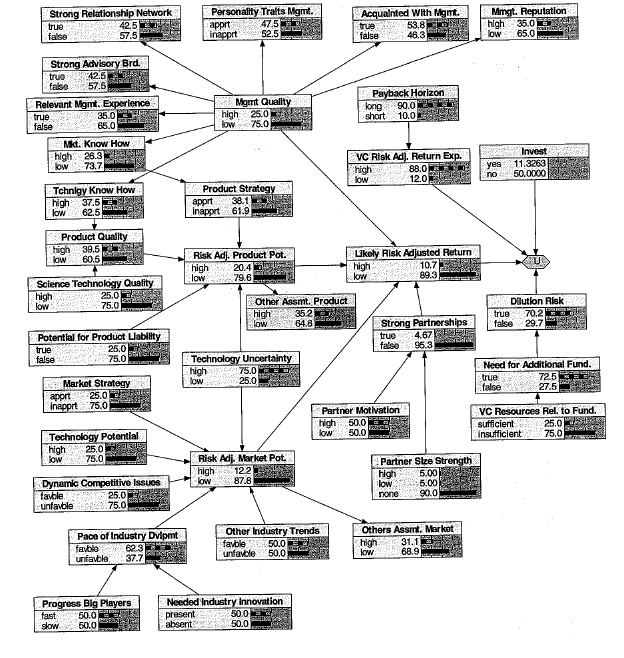 Strong Relationship Network
true 42.5
false 57.5
Personality Traits Mgmt.
apprt 47.5
inapprt 52.5
Acquainted With Mgmt.
true 53.8
false 46.3
Mmgt. Reputation
high 35.0
low 65.0
Strong Advisory Brd.
true 42.5
false 57.5
Relevant Mgmt. Experience
true 35.0
false 65.0
Mgmt Quality
high 25.0
low 75.0
Payback Horizon
long 90.0
short 10.0
Mkt. Know How
high 26.3
low 73.7
VC Risk Adj. Return Exp.
high 88.0
low 12.0
Invest
yes 11.3263
no 50.0000
Tchnlgy Know How
high 37.5
low 62.5
Product Strategy
apprt 38.1
inapprt 61.9
Product Quality
high 39.5
low 60.5
Risk Adj. Product Pot.
high 20.4
low 79.6
Likely Risk Adjusted Return
high 10.7
low 89.3
U
Science Technology Quality
high 25.0
low 75.0
Other Assmt. Product
high 35.2
low 64.8
Dilution Risk
true 70.2
false 29.7
Strong Partnerships
true 4.67
false 95.3
Potential for Product Liability
true 25.0
false 75.0
Technology Uncertainty
high 75.0
low 25.0
Need for Additional Fund.
true 72.5
false 27.5
Market Strategy
apprt 25.0
inapprt 75.0
Partner Motivation
high 50.0
low 50.0
VC Resources Rel. to Fund.
sufficient 25.0
insufficient 75.0
Technology Potential
high 25.0
low 75.0
Risk Adj. Market Pot.
high 12.2
low 87.8
Partner Size Strength
high 5.00
low 5.00
none 90.0
Dynamic Competitive Issues
favble 25.0
unfavble 75.0
Pace of Industry Dvlpmt
favble 62.3
unfavble 37.7
Other Industry Trends
favble 50.0
unfavble 50.0
Others Assmt. Market
high 31.1
low 68.9
Progress Big Players
fast 50.0
slow 50.0
Needed Industry Innovation
present 50.0
absent 50.0